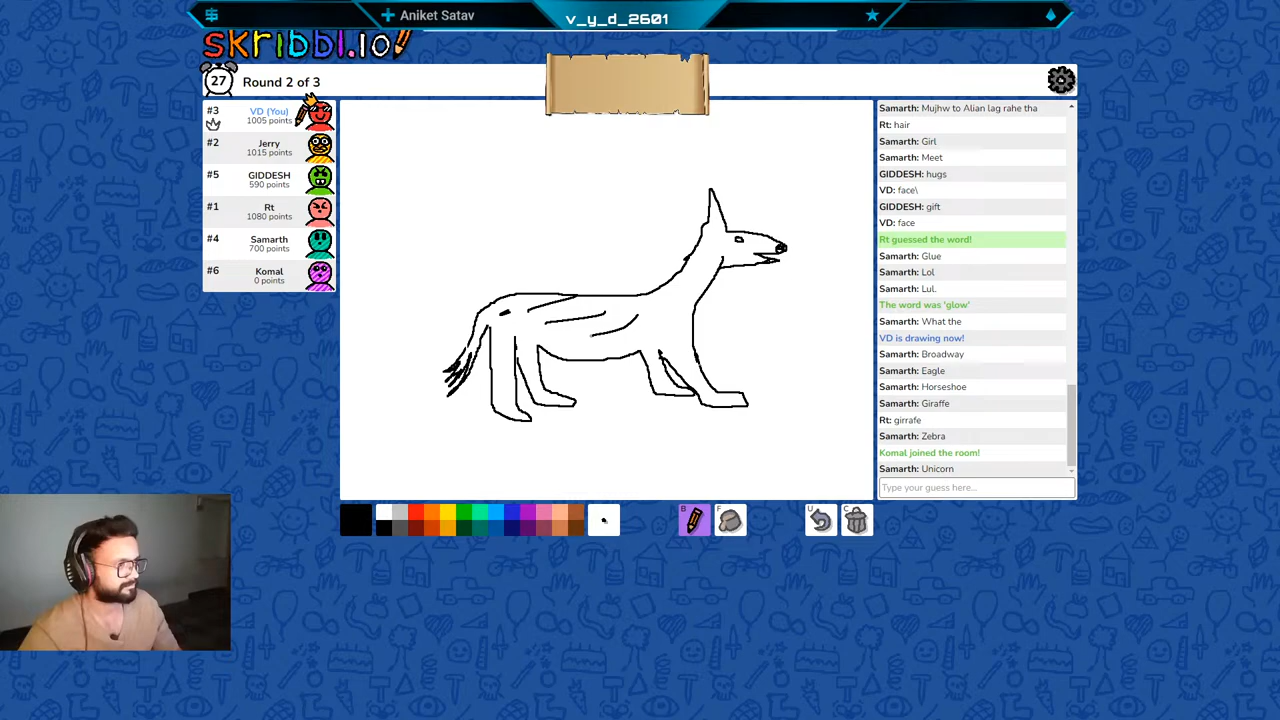 Aniket Satav
v_y_d_2601
skribbl.io
27
Round 2 of 3
#3
VD (You)
1005 points
#2
Jerry
1015 points
#5
GIDDESH
590 points
#1
Rt
1080 points
#4
Samarth
700 points
#6
Komal
0 points
Samarth: Mujhw to Alian lag rahe tha
Rt: hair
Samarth: Girl
Samarth: Meet
GIDDESH: hugs
VD: face\
GIDDESH: gift
VD: face
Rt guessed the word!
Samarth: Glue
Samarth: Lol
Samarth: Lul.
The word was 'glow'
Samarth: What the
VD is drawing now!
Samarth: Broadway
Samarth: Eagle
Samarth: Horseshoe
Samarth: Giraffe
Rt: girrafe
Samarth: Zebra
Komal joined the room!
Samarth: Unicorn
Type your guess here...
B
F
U
C